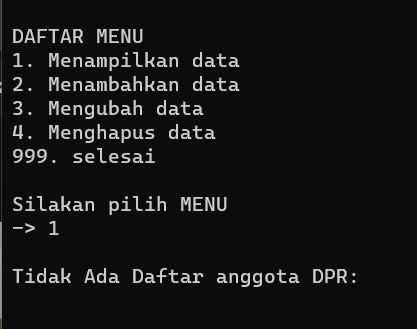 DAFTAR MENU
1. Menampilkan data
2. Menambahkan data
3. Mengubah data
4. Menghapus data
999. selesai
Silakan pilih MENU
-> 1
Tidak Ada Daftar anggota DPR: